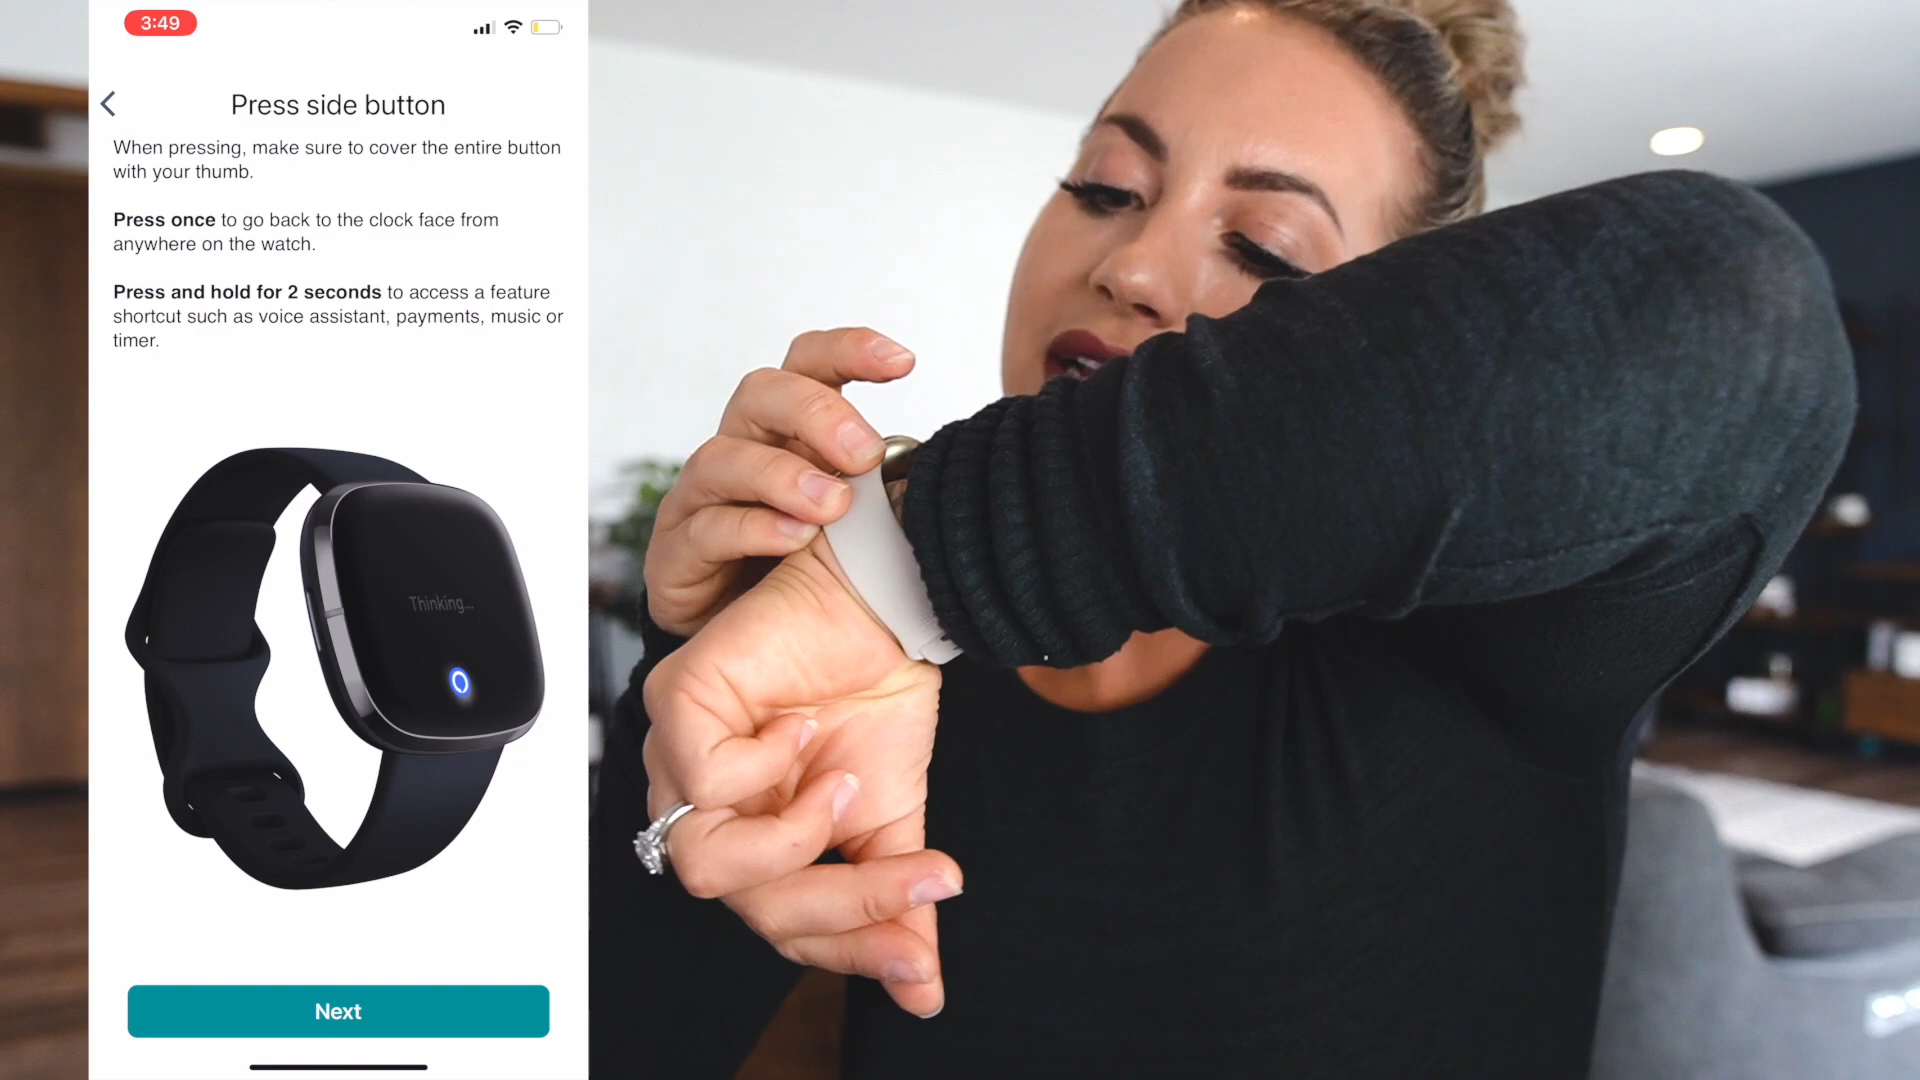 3:49
Press side button
When pressing, make sure to cover the entire button
with your thumb.
Press once to go back to the clock face from
anywhere on the watch.
Press and hold for 2 seconds to access a feature
shortcut such as voice assistant, payments, music or
timer.
Thinking...
Next